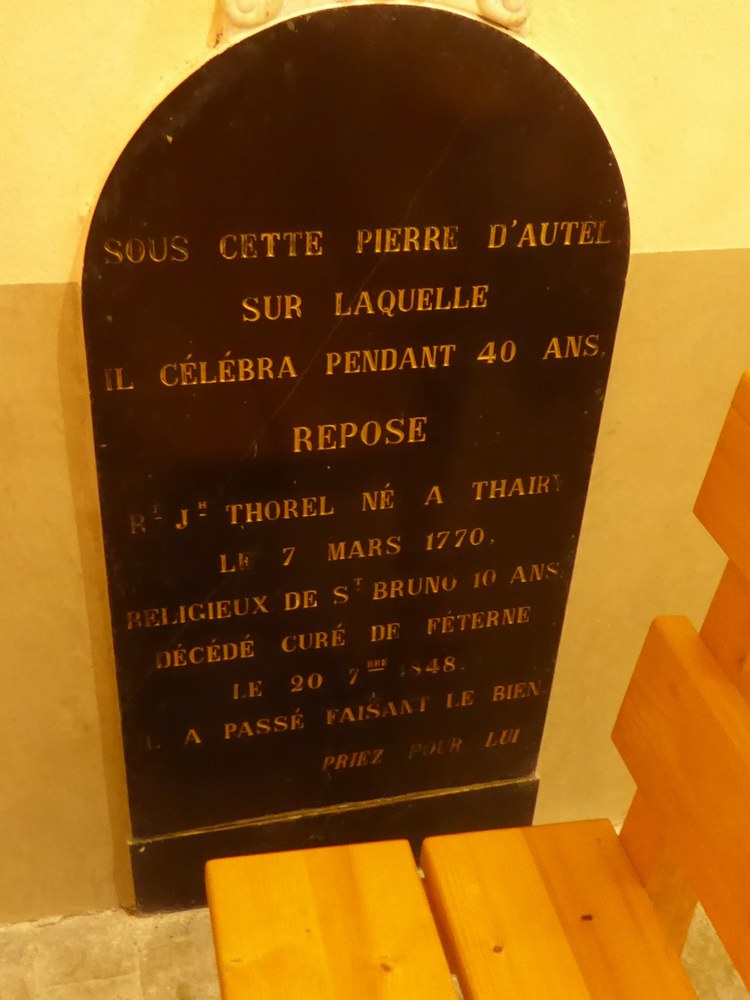 SOUS CETTE PIERRE D'AUTEL
SUR LAQUELLE
IL CÉLÉBRA PENDANT 40 ANS.
REPOSE
Rᵀ Jᴴ THOREL NÉ A THAIRY
LE 7 MARS 1770.
RELIGIEUX DE Sᵀ BRUNO 10 ANS.
DÉCÉDÉ CURÉ DE FÉTERNE
LE 20 7ᴮᴿᴱ 1848.
IL A PASSÉ FAISANT LE BIEN
PRIEZ POUR LUI